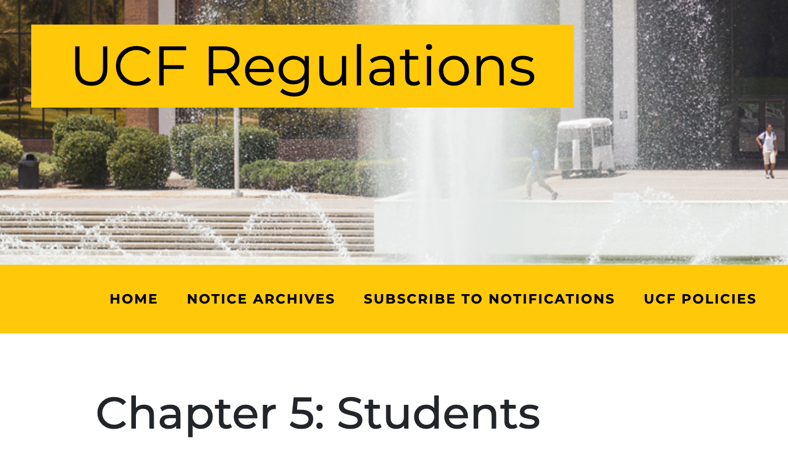 UCF Regulations
HOME NOTICE ARCHIVES SUBSCRIBE TO NOTIFICATIONS UCF POLICIES
Chapter 5: Students